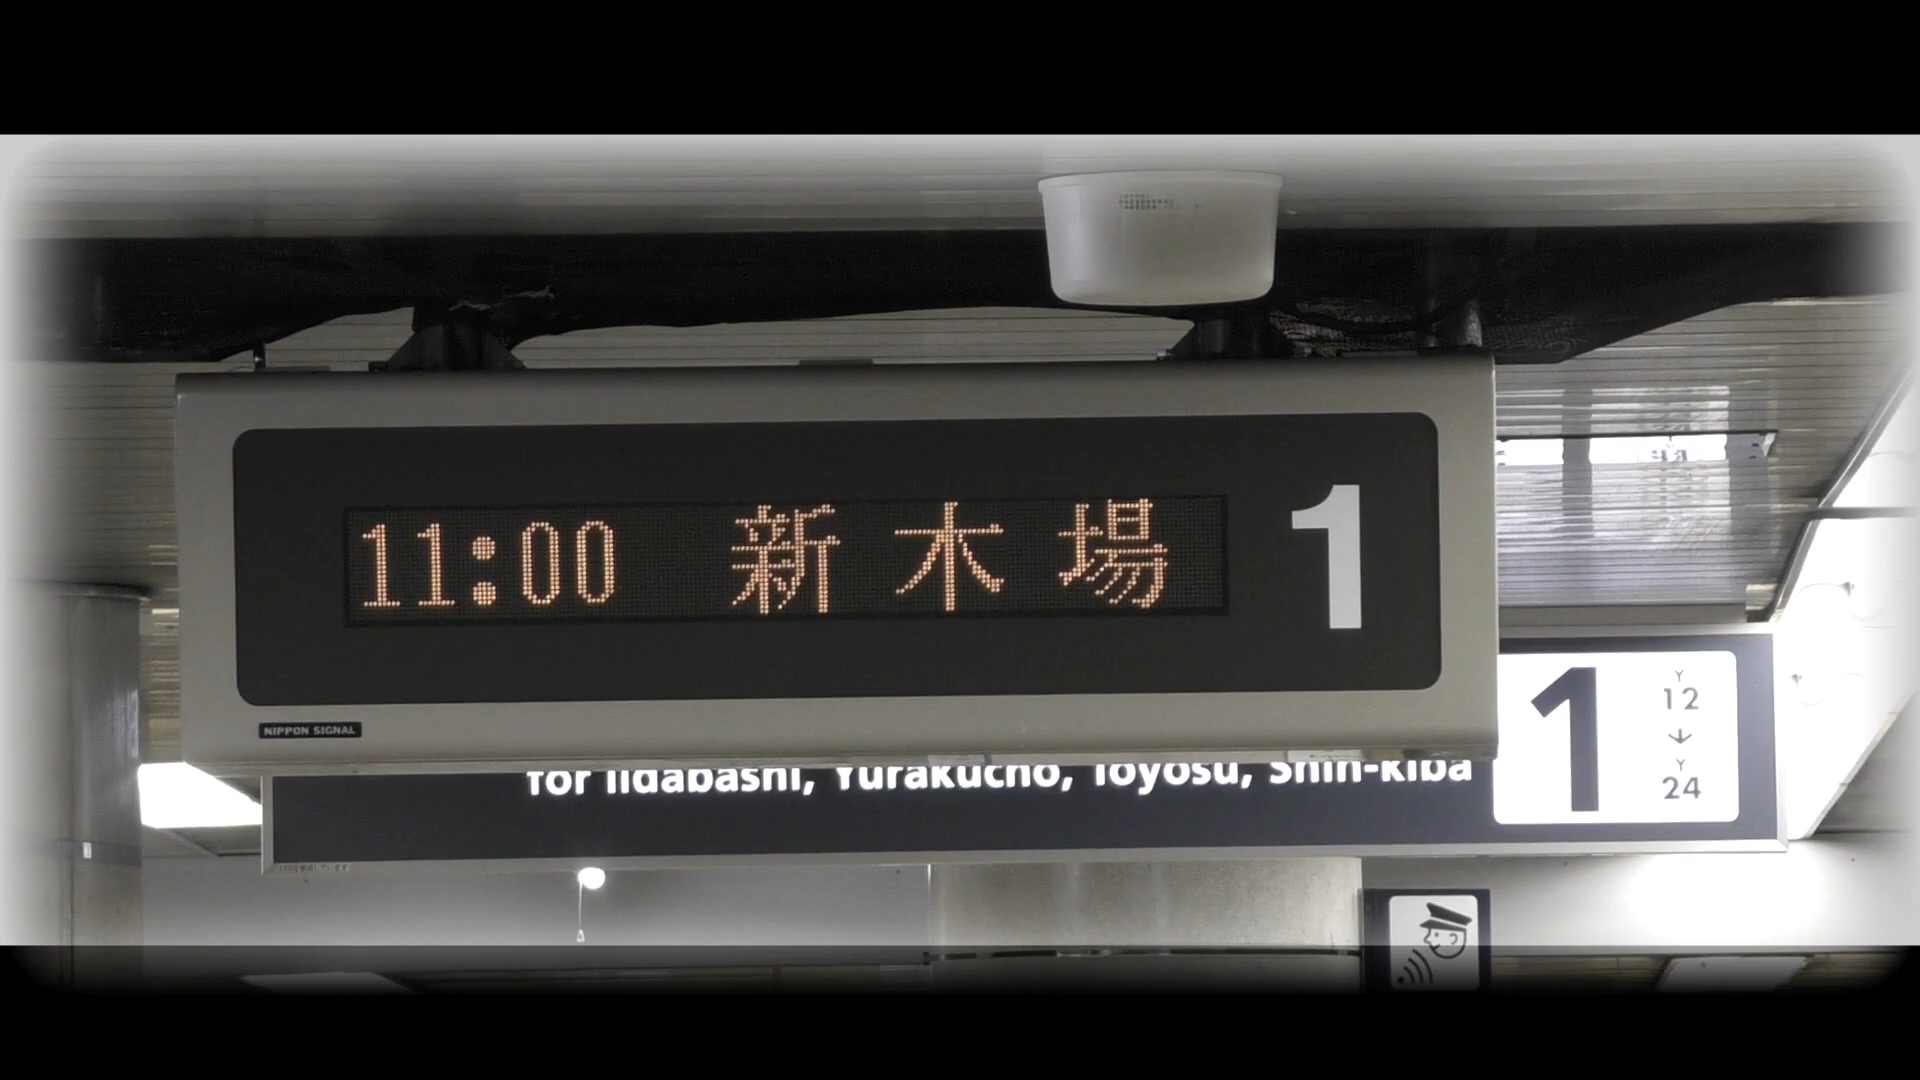 11:00 新木場 1
NIPPON SIGNAL
for Iidabashi, Yurakucho, Toyosu, Shin-kiba
1
Y
12
Y
24